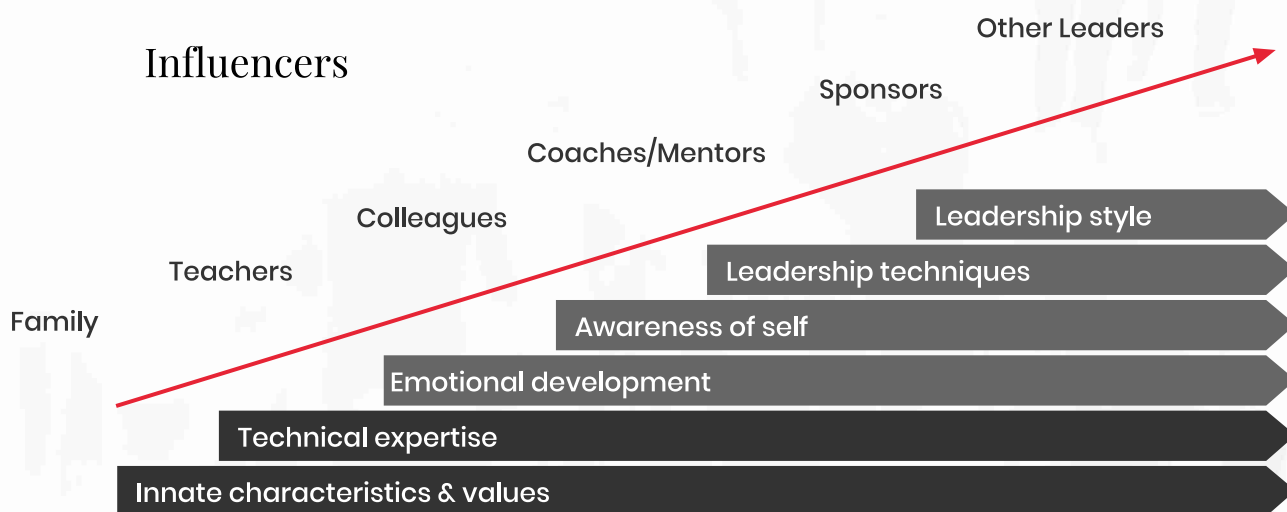 Other Leaders
Influencers
Sponsors
Coaches/Mentors
Colleagues
Teachers
Family
Leadership style
Leadership techniques
Awareness of self
Emotional development
Technical expertise
Innate characteristics & values